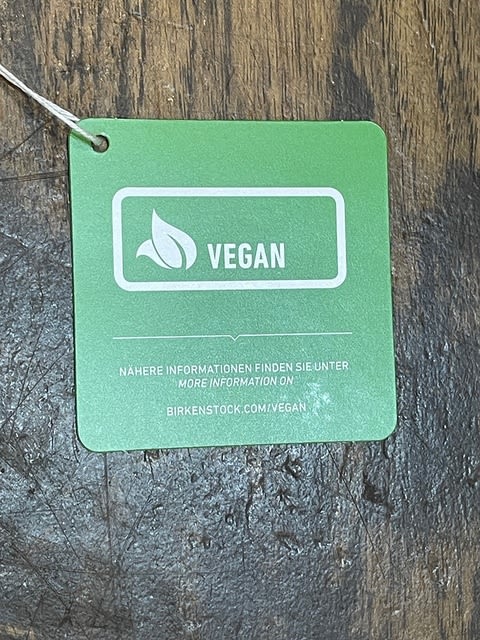 VEGAN
NÄHERE INFORMATIONEN FINDEN SIE UNTER
MORE INFORMATION ON
BIRKENSTOCK.COM/VEGAN